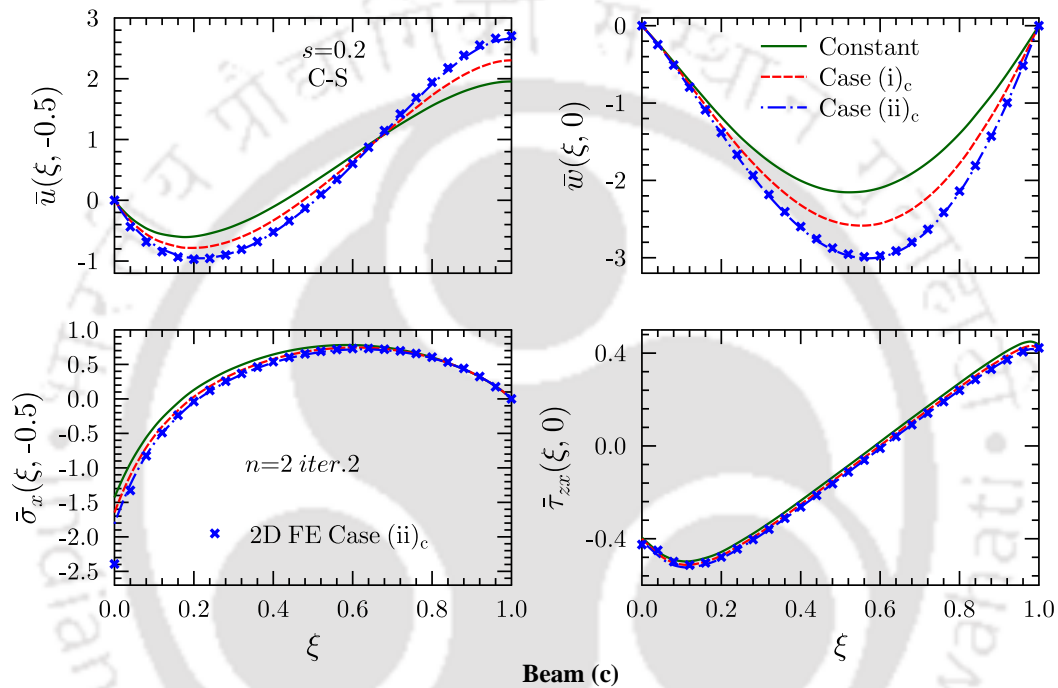 3
2
1
0
-1
ū(ξ, -0.5)
s=0.2
C-S
0
-1
-2
-3
w̄(ξ, 0)
Constant
Case (i)c
Case (ii)c
1.0
0.5
0.0
-0.5
-1.0
-1.5
-2.0
-2.5
σ̄x(ξ, -0.5)
n=2 iter.2
2D FE Case (ii)c
0.0 0.2 0.4 0.6 0.8 1.0
ξ
0.4
0.0
-0.4
τ̄zx(ξ, 0)
0.0 0.2 0.4 0.6 0.8 1.0
ξ
Beam (c)